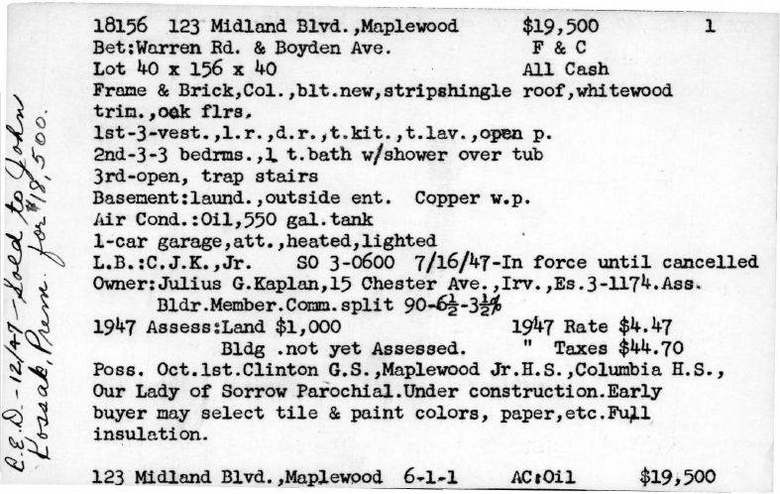 18156 123 Midland Blvd.,Maplewood $19,500 1
Bet:Warren Rd. & Boyden Ave. F & C
Lot 40 x 156 x 40 All Cash
Frame & Brick,Col.,blt.new,stripshingle roof,whitewood
trim.,oak flrs.
1st-3-vest.,l.r.,d.r.,t.kit.,t.lav.,open p.
2nd-3-3 bedrms.,1 t.bath w/shower over tub
3rd-open, trap stairs
Basement:laund.,outside ent. Copper w.p.
Air Cond.:Oil,550 gal.tank
1-car garage,att.,heated,lighted
L.B.:C.J.K.,Jr. SO 3-0600 7/16/47-In force until cancelled
Owner:Julius G.Kaplan,15 Chester Ave.,Irv.,Es.3-1174.Ass.
Bldr.Member.Comm.split 90-6½-3½%
1947 Assess:Land $1,000 1947 Rate $4.47
Bldg .not yet Assessed. " Taxes $44.70
Poss. Oct.1st.Clinton G.S.,Maplewood Jr.H.S.,Columbia H.S.,
Our Lady of Sorrow Parochial.Under construction.Early
buyer may select tile & paint colors, paper,etc.Full
insulation.
123 Midland Blvd.,Maplewood 6-1-1 AC:Oil $19,500
C.E.D. - 12/47 - Sold to John
Kossak, Prem. for $18,500.